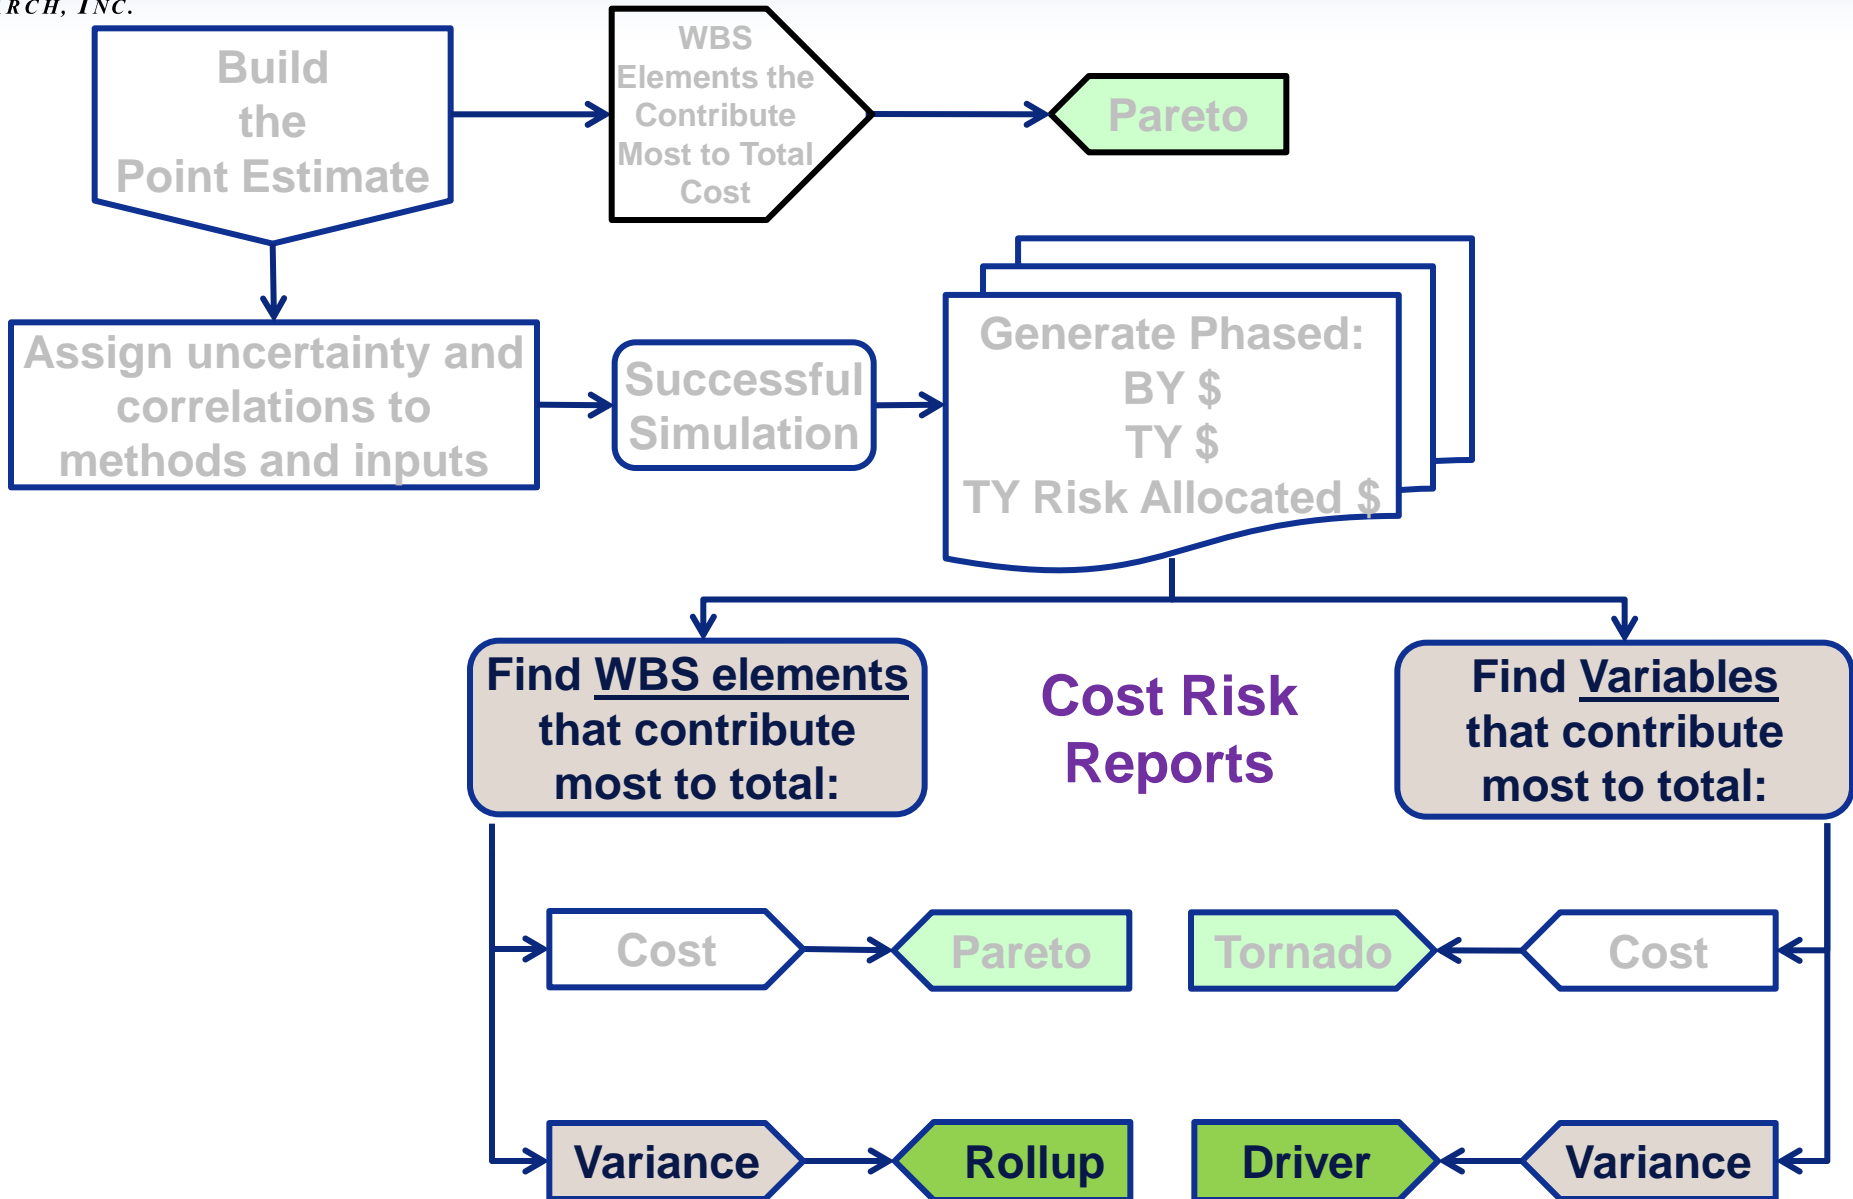 RCH, INC.
Build
the
Point Estimate
WBS
Elements the
Contribute
Most to Total
Cost
Pareto
Assign uncertainty and
correlations to
methods and inputs
Successful
Simulation
Generate Phased:
BY $
TY $
TY Risk Allocated $
Find WBS elements
that contribute
most to total:
Cost Risk
Reports
Find Variables
that contribute
most to total:
Cost
Pareto
Tornado
Cost
Variance
Rollup
Driver
Variance